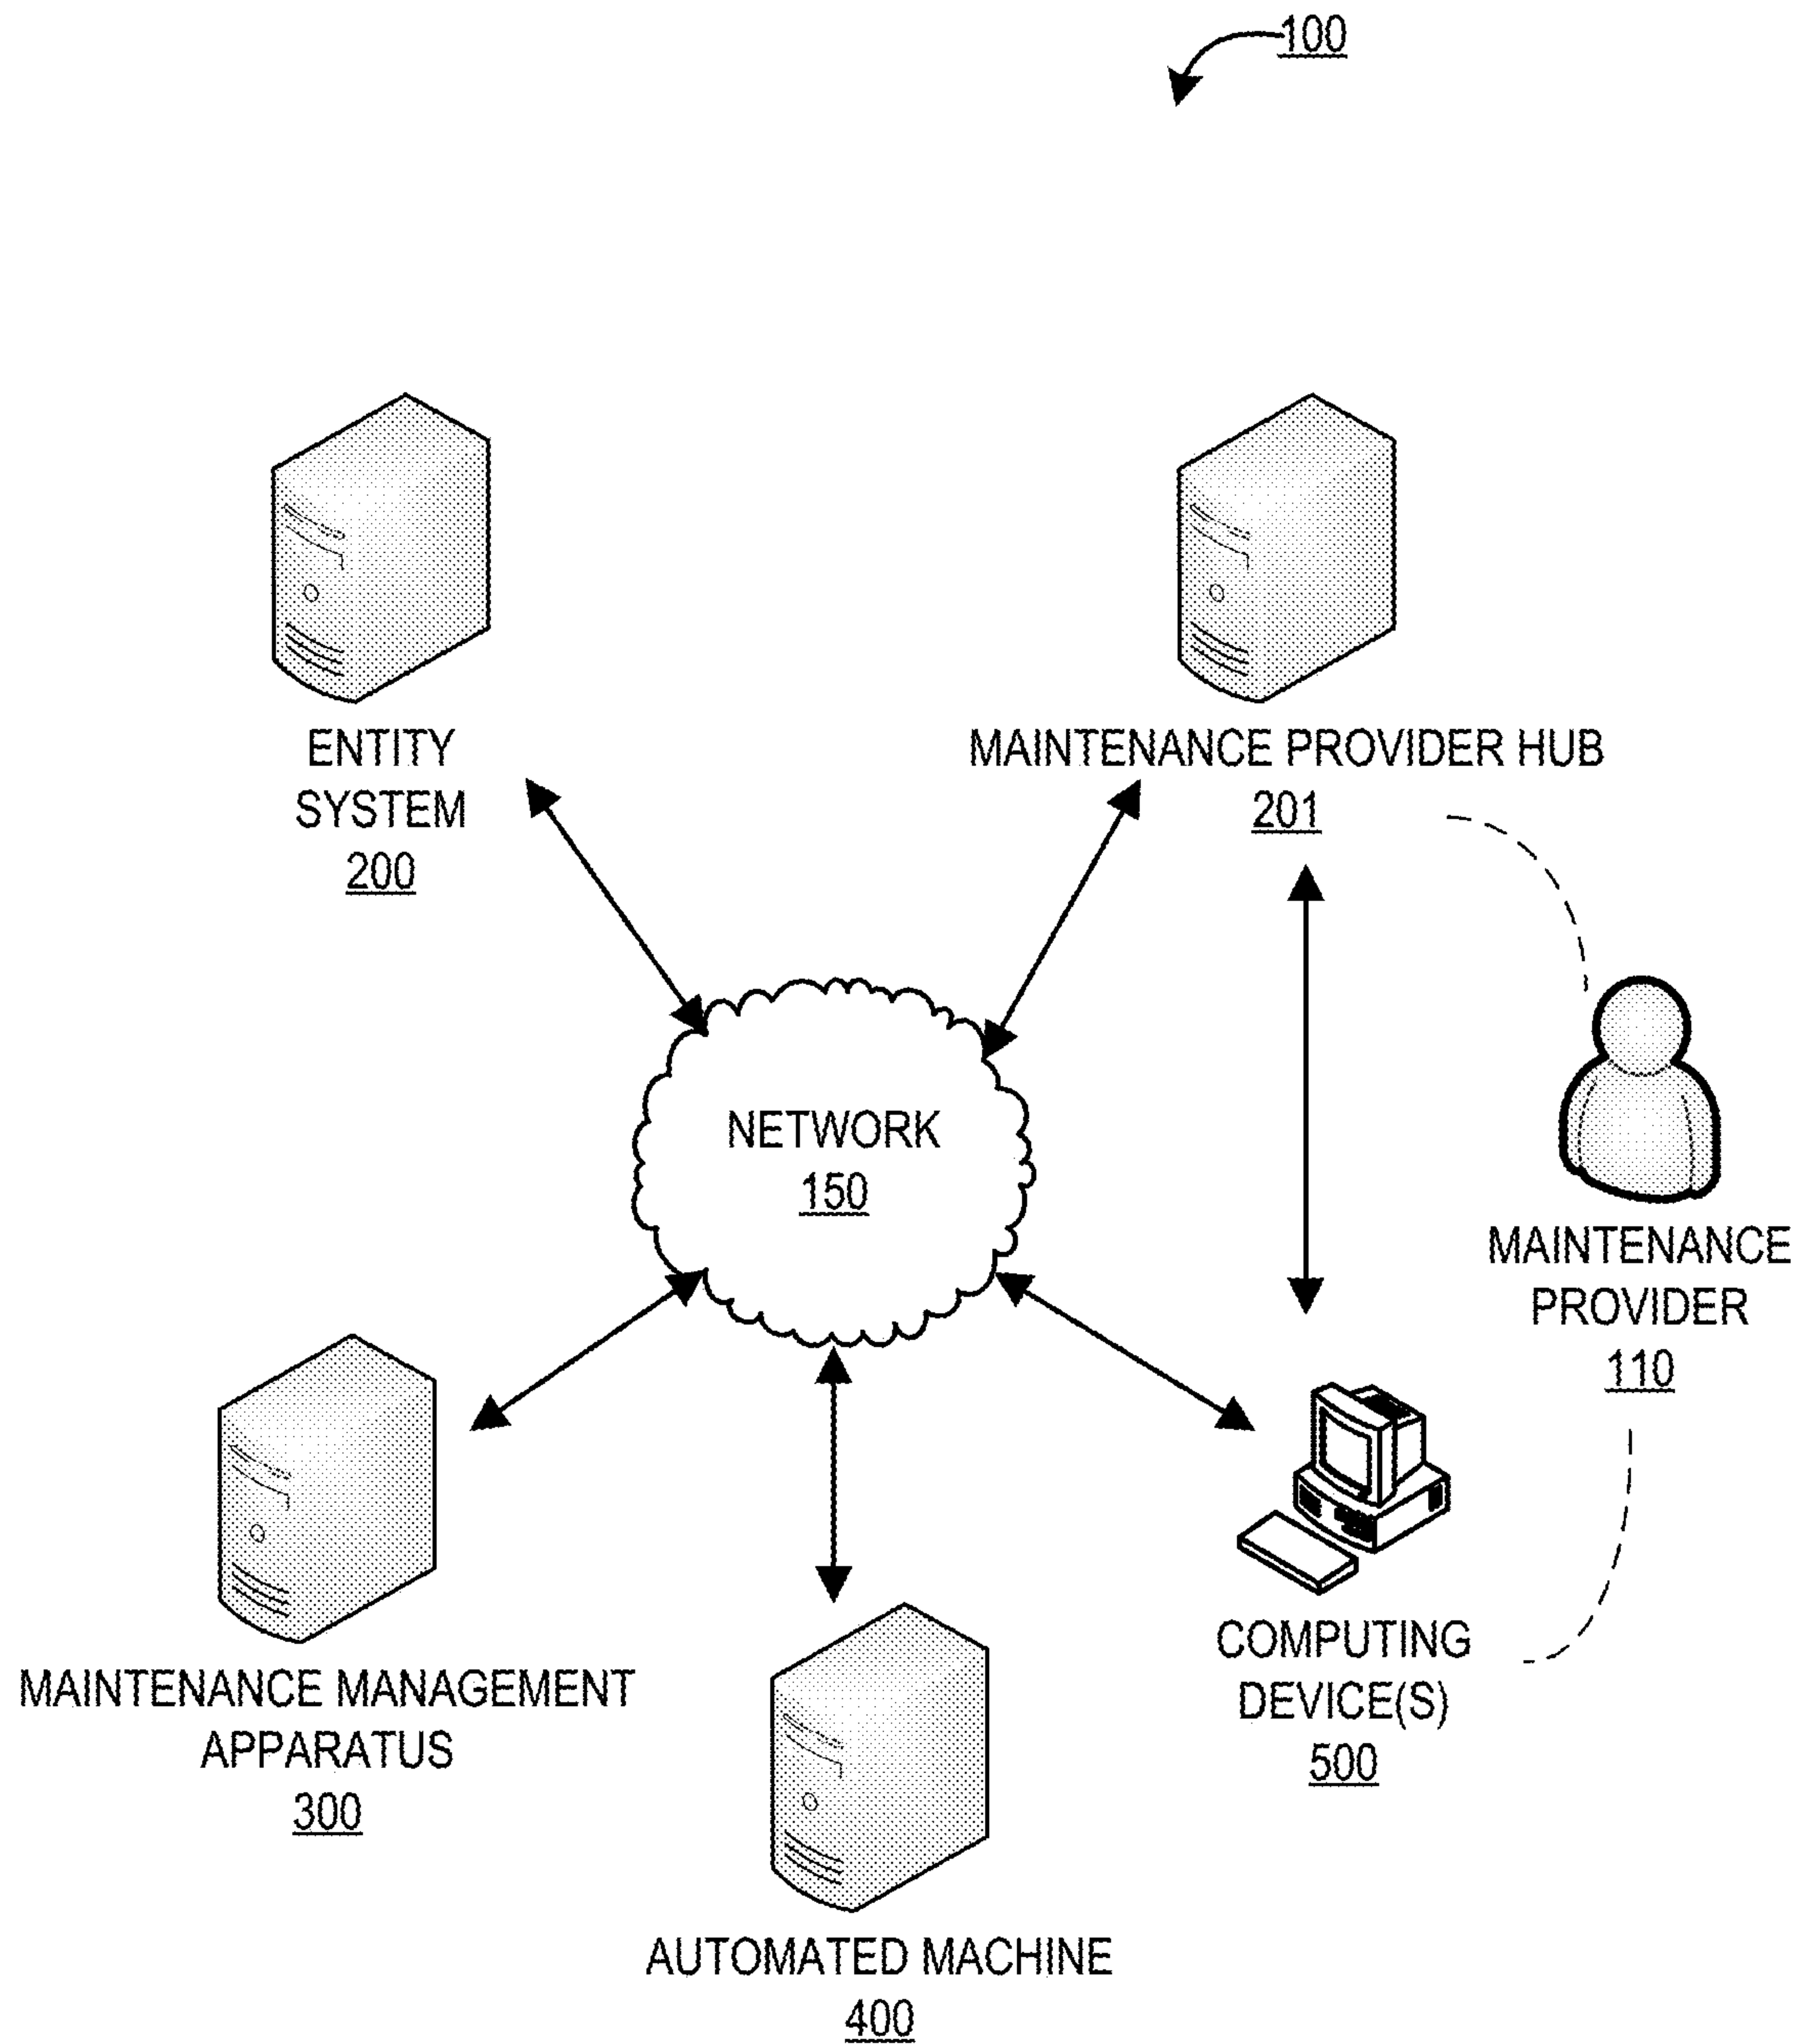 100
ENTITY
SYSTEM
200
MAINTENANCE PROVIDER HUB
201
NETWORK
150
MAINTENANCE
PROVIDER
110
MAINTENANCE MANAGEMENT
APPARATUS
300
COMPUTING
DEVICE(S)
500
AUTOMATED MACHINE
400